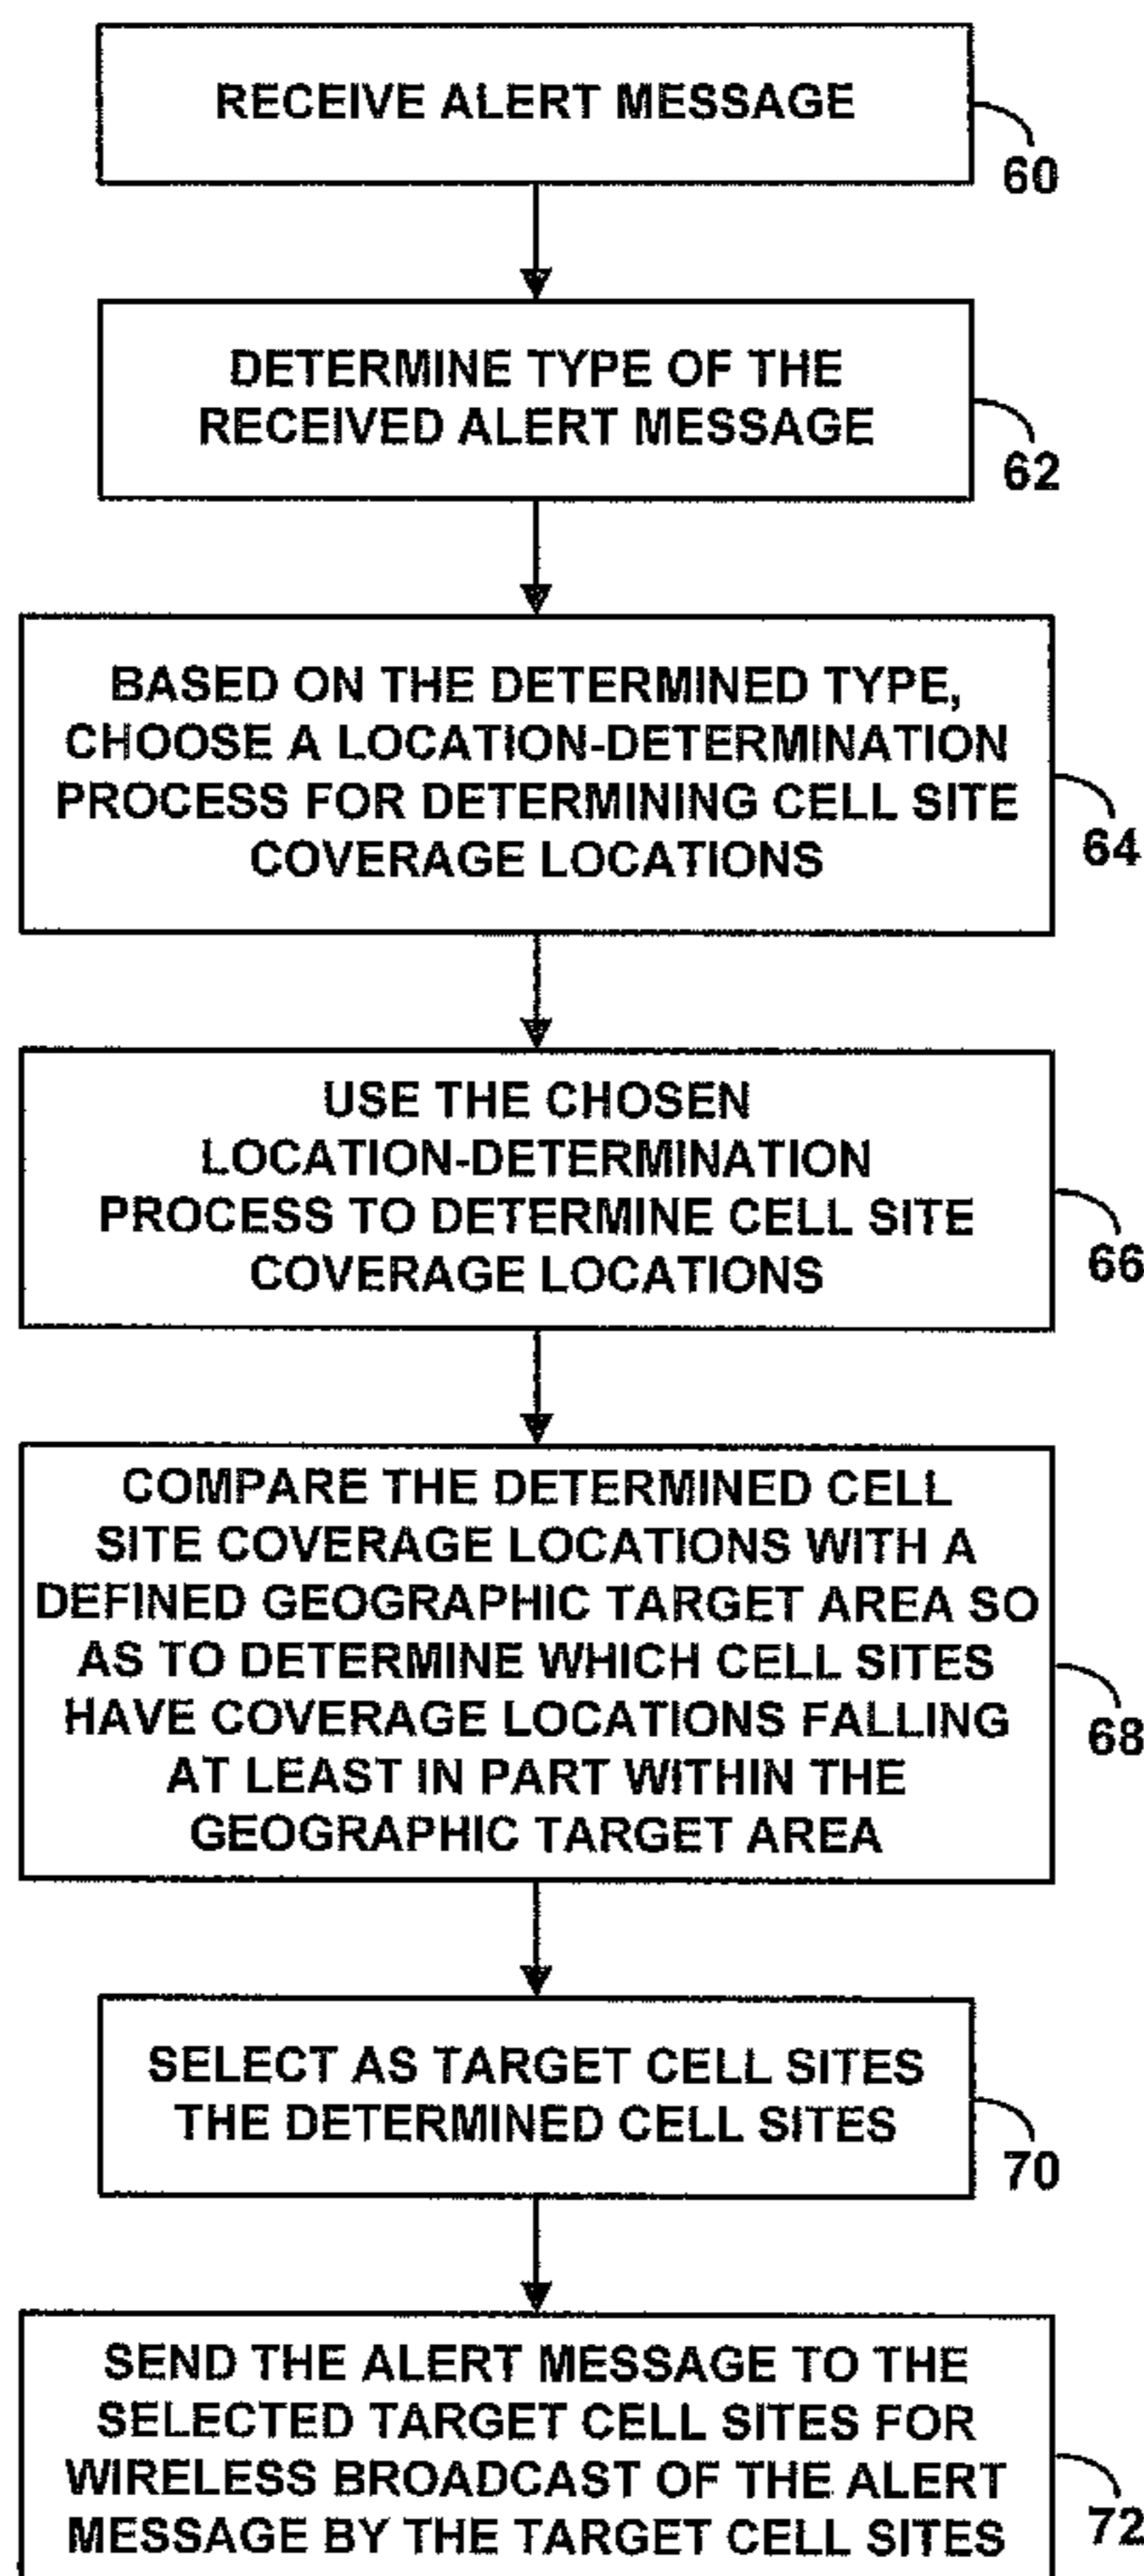 RECEIVE ALERT MESSAGE
60
DETERMINE TYPE OF THE
RECEIVED ALERT MESSAGE
62
BASED ON THE DETERMINED TYPE,
CHOOSE A LOCATION-DETERMINATION
PROCESS FOR DETERMINING CELL SITE
COVERAGE LOCATIONS
64
USE THE CHOSEN
LOCATION-DETERMINATION
PROCESS TO DETERMINE CELL SITE
COVERAGE LOCATIONS
66
COMPARE THE DETERMINED CELL
SITE COVERAGE LOCATIONS WITH A
DEFINED GEOGRAPHIC TARGET AREA SO
AS TO DETERMINE WHICH CELL SITES
HAVE COVERAGE LOCATIONS FALLING
AT LEAST IN PART WITHIN THE
GEOGRAPHIC TARGET AREA
68
SELECT AS TARGET CELL SITES
THE DETERMINED CELL SITES
70
SEND THE ALERT MESSAGE TO THE
SELECTED TARGET CELL SITES FOR
WIRELESS BROADCAST OF THE ALERT
MESSAGE BY THE TARGET CELL SITES
72